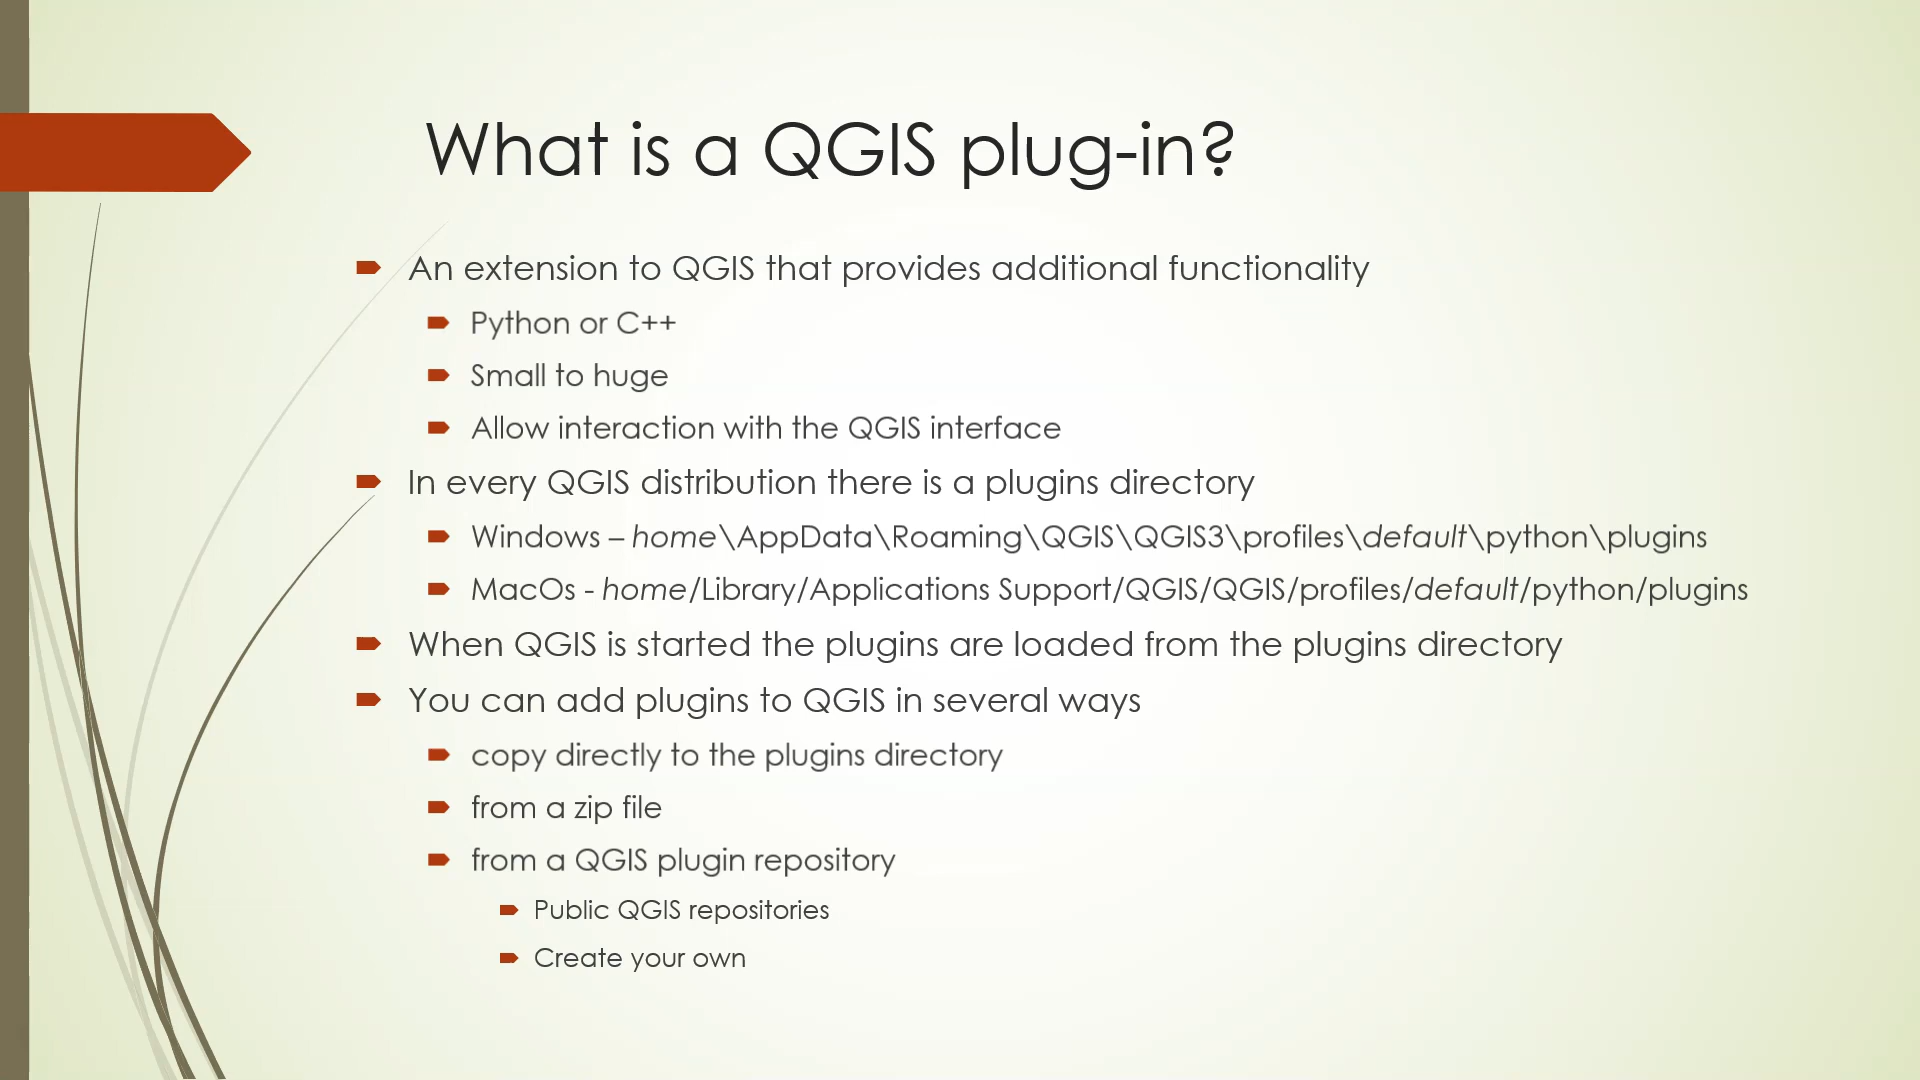 What is a QGIS plug-in?
An extension to QGIS that provides additional functionality
Python or C++
Small to huge
Allow interaction with the QGIS interface
In every QGIS distribution there is a plugins directory
Windows – home\AppData\Roaming\QGIS\QGIS3\profiles\default\python\plugins
MacOs - home/Library/Applications Support/QGIS/QGIS/profiles/default/python/plugins
When QGIS is started the plugins are loaded from the plugins directory
You can add plugins to QGIS in several ways
copy directly to the plugins directory
from a zip file
from a QGIS plugin repository
Public QGIS repositories
Create your own